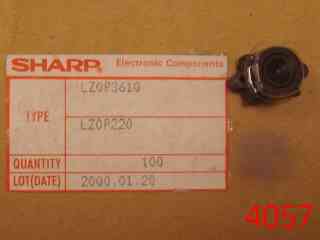 SHARP Electronic Components
LZ0P3610
TYPE
LZ0P220
QUANTITY 100
LOT(DATE) 2000.01.20
4057